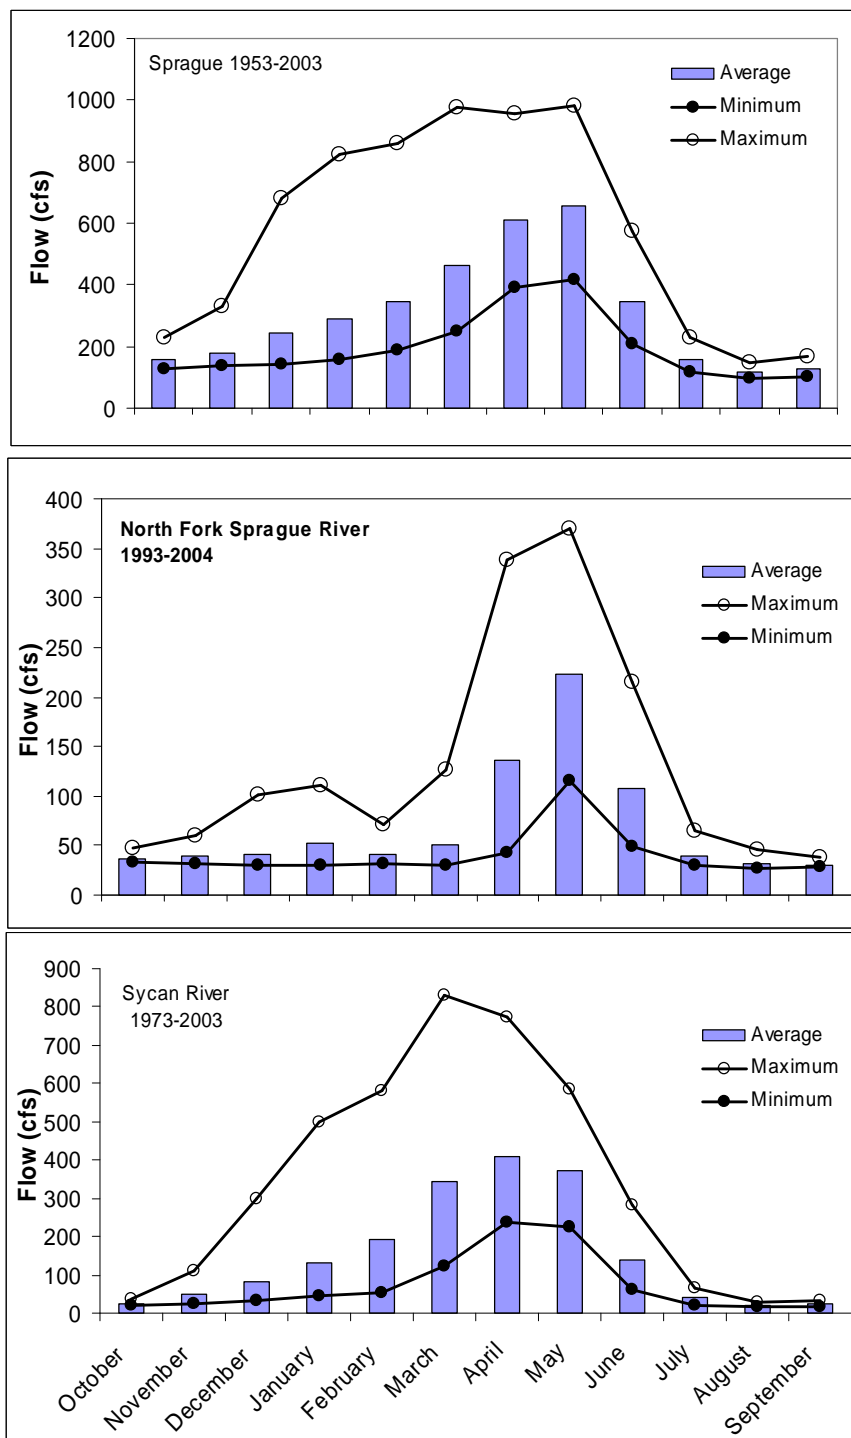 1200
1000
800
600
400
200
0
Flow (cfs)
Sprague 1953-2003
Average
Minimum
Maximum
400
350
300
250
200
150
100
50
0
Flow (cfs)
North Fork Sprague River
1993-2004
Average
Maximum
Minimum
900
800
700
600
500
400
300
200
100
0
Flow (cfs)
Sycan River
1973-2003
Average
Maximum
Minimum
October
November
December
January
February
March
April
May
June
July
August
September